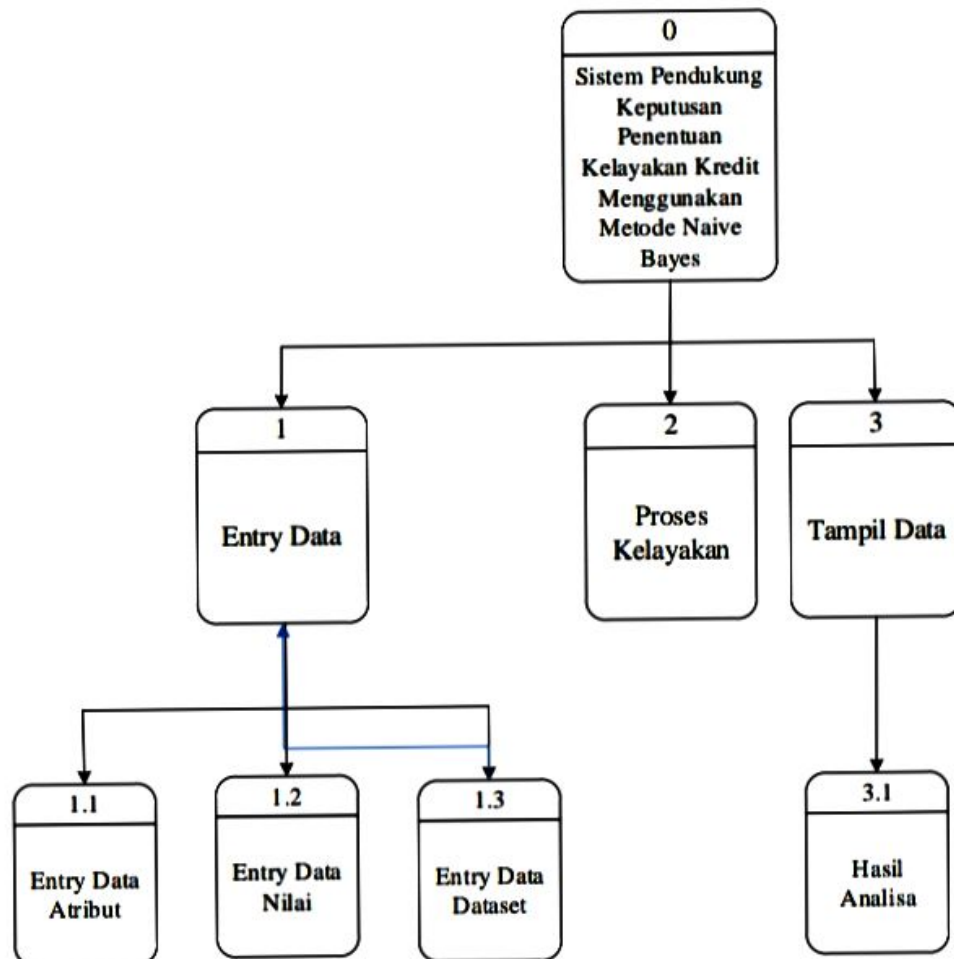 0
Sistem Pendukung
Keputusan
Penentuan
Kelayakan Kredit
Menggunakan
Metode Naive
Bayes
1
Entry Data
2
Proses
Kelayakan
3
Tampil Data
1.1
Entry Data
Atribut
1.2
Entry Data
Nilai
1.3
Entry Data
Dataset
3.1
Hasil
Analisa